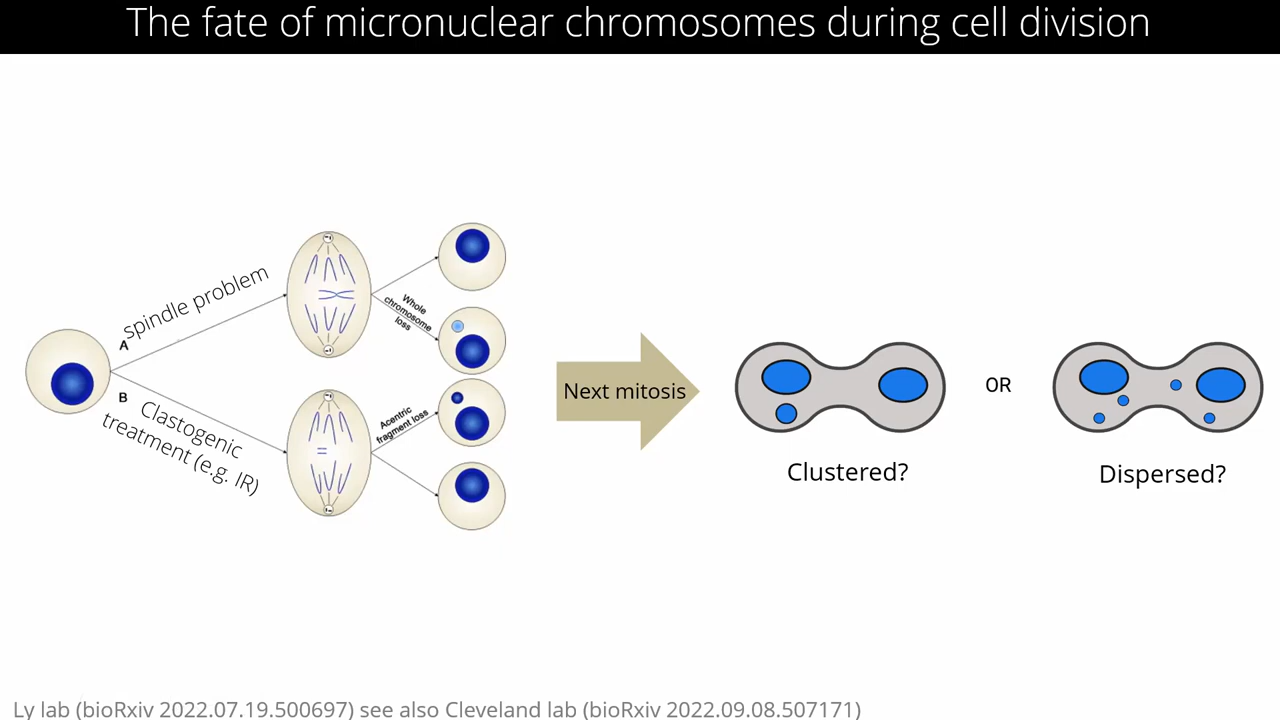 The fate of micronuclear chromosomes during cell division
spindle problem
A
Whole
chromosome
loss
B
Clastogenic
treatment (e.g. IR)
Acentric
fragment loss
Next mitosis
OR
Clustered?
Dispersed?
Ly lab (bioRxiv 2022.07.19.500697) see also Cleveland lab (bioRxiv 2022.09.08.507171)